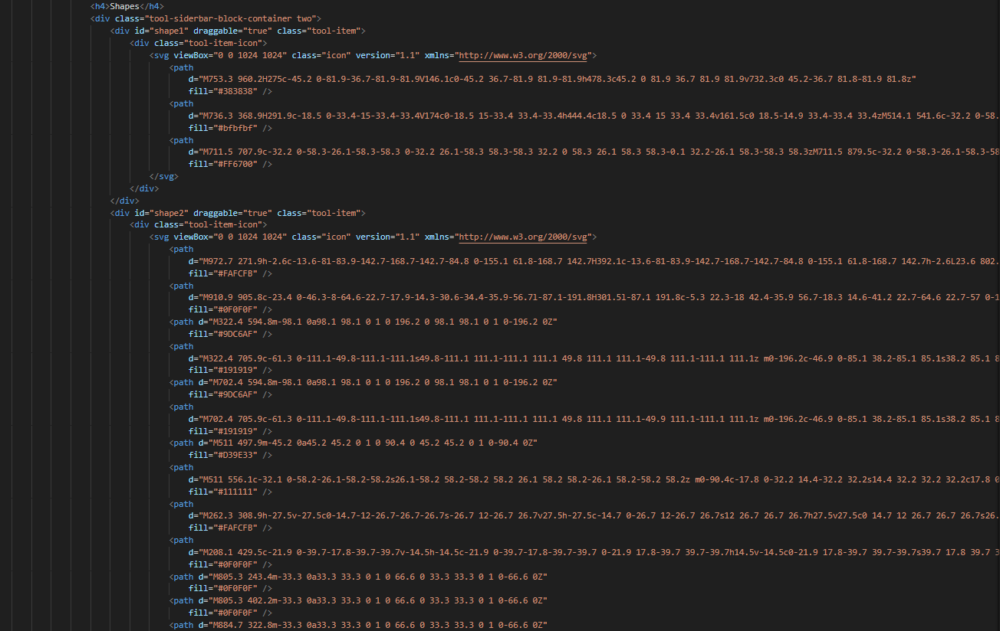 <h4>Shapes</h4>
<div class="tool-siderbar-block-container two">
<div id="shape1" draggable="true" class="tool-item">
<div class="tool-item-icon">
<svg viewBox="0 0 1024 1024" class="icon" version="1.1" xmlns="http://www.w3.org/2000/svg">
<path
d="M753.3 960.2H275c-45.2 0-81.9-36.7-81.9-81.9V146.1c0-45.2 36.7-81.9 81.9-81.9h478.3c45.2 0 81.9 36.7 81.9 81.9v732.3c0 45.2-36.7 81.8-81.9 81.8z"
fill="#383838" />
<path
d="M736.3 368.9H291.9c-18.5 0-33.4-15-33.4-33.4V174c0-18.5 15-33.4 33.4-33.4h444.4c18.5 0 33.4 15 33.4 33.4v161.5c0 18.5-14.9 33.4-33.4 33.4zM514.1 541.6c-32.2 0-58.
fill="#bfbfbf" />
<path
d="M711.5 707.9c-32.2 0-58.3-26.1-58.3-58.3 0-32.2 26.1-58.3 58.3-58.3 32.2 0 58.3 26.1 58.3 58.3-0.1 32.2-26.1 58.3-58.3 58.3zM711.5 879.5c-32.2 0-58.3-26.1-58.3-58
fill="#FF6700" />
</svg>
</div>
</div>
<div id="shape2" draggable="true" class="tool-item">
<div class="tool-item-icon">
<svg viewBox="0 0 1024 1024" class="icon" version="1.1" xmlns="http://www.w3.org/2000/svg">
<path
d="M972.7 271.9h-2.6c-13.6-81-83.9-142.7-168.7-142.7-84.8 0-155.1 61.8-168.7 142.7H392.1c-13.6-81-83.9-142.7-168.7-142.7-84.8 0-155.1 61.8-168.7 142.7h-2.6L23.6 802.
fill="#FAFCFB" />
<path
d="M910.9 905.8c-23.4 0-46.3-8-64.6-22.7-17.9-14.3-30.6-34.4-35.9-56.7l-87.1-191.8H301.5l-87.1 191.8c-5.3 22.3-18 42.4-35.9 56.7-18.3 14.6-41.2 22.7-64.6 22.7-57 0-1
fill="#0F0F0F" />
<path d="M322.4 594.8m-98.1 0a98.1 98.1 0 1 0 196.2 0 98.1 98.1 0 1 0-196.2 0Z"
fill="#9DC6AF" />
<path
d="M322.4 705.9c-61.3 0-111.1-49.8-111.1-111.1s49.8-111.1 111.1-111.1 111.1 49.8 111.1 111.1-49.8 111.1-111.1 111.1z m0-196.2c-46.9 0-85.1 38.2-85.1 85.1s38.2 85.1 8
fill="#191919" />
<path d="M702.4 594.8m-98.1 0a98.1 98.1 0 1 0 196.2 0 98.1 98.1 0 1 0-196.2 0Z"
fill="#9DC6AF" />
<path
d="M702.4 705.9c-61.3 0-111.1-49.8-111.1-111.1s49.8-111.1 111.1-111.1 111.1 49.8 111.1 111.1-49.9 111.1-111.1 111.1z m0-196.2c-46.9 0-85.1 38.2-85.1 85.1s38.2 85.1 8
fill="#191919" />
<path d="M511 497.9m-45.2 0a45.2 45.2 0 1 0 90.4 0 45.2 45.2 0 1 0-90.4 0Z"
fill="#D39E33" />
<path
d="M511 556.1c-32.1 0-58.2-26.1-58.2-58.2s26.1-58.2 58.2-58.2 58.2 26.1 58.2 58.2-26.1 58.2-58.2 58.2z m0-90.4c-17.8 0-32.2 14.4-32.2 32.2s14.4 32.2 32.2 32.2c17.8 0
fill="#111111" />
<path
d="M262.3 308.9h-27.5v-27.5c0-14.7-12-26.7-26.7-26.7s-26.7 12-26.7 26.7v27.5h-27.5c-14.7 0-26.7 12-26.7 26.7s12 26.7 26.7 26.7h27.5v27.5c0 14.7 12 26.7 26.7 26.7s26.
fill="#FAFCFB" />
<path
d="M208.1 429.5c-21.9 0-39.7-17.8-39.7-39.7v-14.5h-14.5c-21.9 0-39.7-17.8-39.7-39.7 0-21.9 17.8-39.7 39.7-39.7h14.5v-14.5c0-21.9 17.8-39.7 39.7-39.7s39.7 17.8 39.7 3
fill="#0F0F0F" />
<path d="M805.3 243.4m-33.3 0a33.3 33.3 0 1 0 66.6 0 33.3 33.3 0 1 0-66.6 0Z"
fill="#0F0F0F" />
<path d="M805.3 402.2m-33.3 0a33.3 33.3 0 1 0 66.6 0 33.3 33.3 0 1 0-66.6 0Z"
fill="#0F0F0F" />
<path d="M884.7 322.8m-33.3 0a33.3 33.3 0 1 0 66.6 0 33.3 33.3 0 1 0-66.6 0Z"